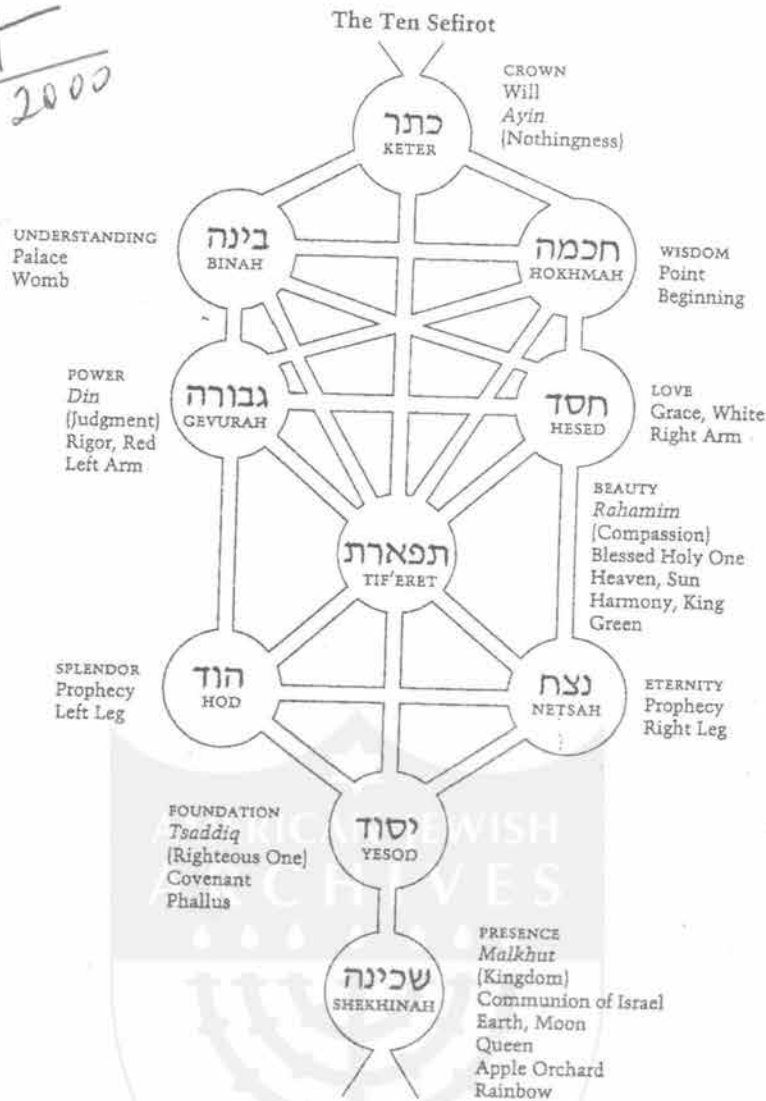 2000
The Ten Sefirot
כתר
KETER
CROWN
Will
Ayin
(Nothingness)
UNDERSTANDING
Palace
Womb
בינה
BINAH
חכמה
HOKHMAH
WISDOM
Point
Beginning
POWER
Din
(Judgment)
Rigor, Red
Left Arm
גבורה
GEVURAH
חסד
HESED
LOVE
Grace, White
Right Arm
BEAUTY
Rahamim
(Compassion)
Blessed Holy One
Heaven, Sun
Harmony, King
Green
תפארת
TIF'ERET
SPLENDOR
Prophecy
Left Leg
הוד
HOD
נצח
NETSAH
ETERNITY
Prophecy
Right Leg
FOUNDATION
Tsaddiq
(Righteous One)
Covenant
Phallus
יסוד
YESOD
AMERICAN JEWISH
ARCHIVES
שכינה
SHEKHINAH
PRESENCE
Malkhut
(Kingdom)
Communion of Israel
Earth, Moon
Queen
Apple Orchard
Rainbow